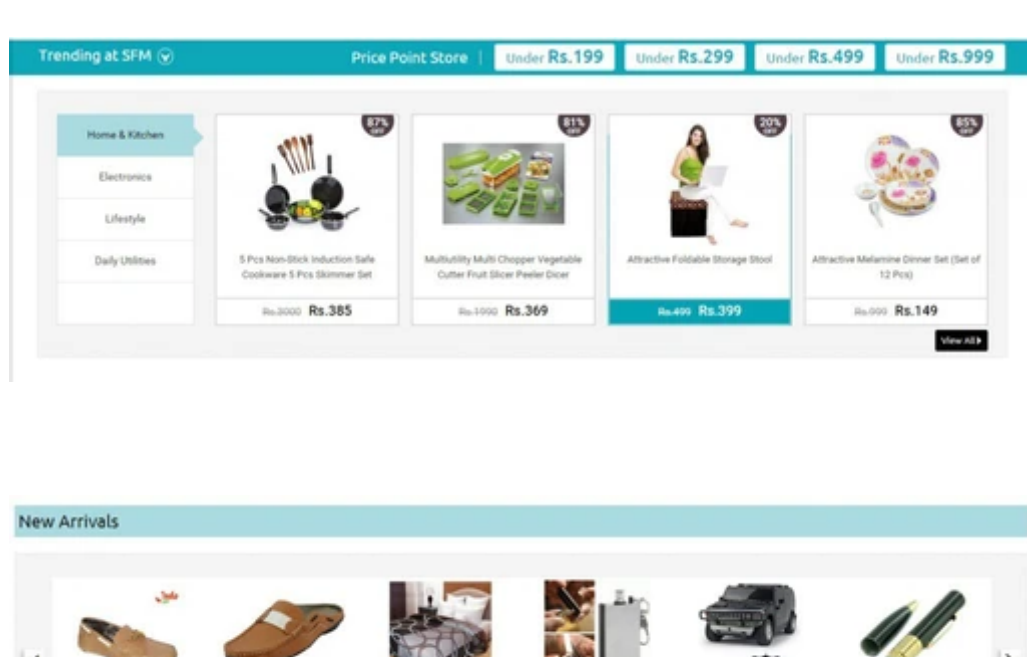 Trending at SFM
Price Point Store | Under Rs.199 Under Rs.299 Under Rs.499 Under Rs.999
Home & Kitchen
Electronics
Lifestyle
Daily Utilities
87% OFF
5 Pcs Non-Stick Induction Safe
Cookware 5 Pcs Skimmer Set
Rs.3000 Rs.385
81% OFF
Multiutility Multi Chopper Vegetable
Cutter Fruit Slicer Peeler Dicer
Rs.1990 Rs.369
20% OFF
Attractive Foldable Storage Stool
Rs.499 Rs.399
85% OFF
Attractive Melamine Dinner Set (Set of
12 Pcs)
Rs.999 Rs.149
View All
New Arrivals